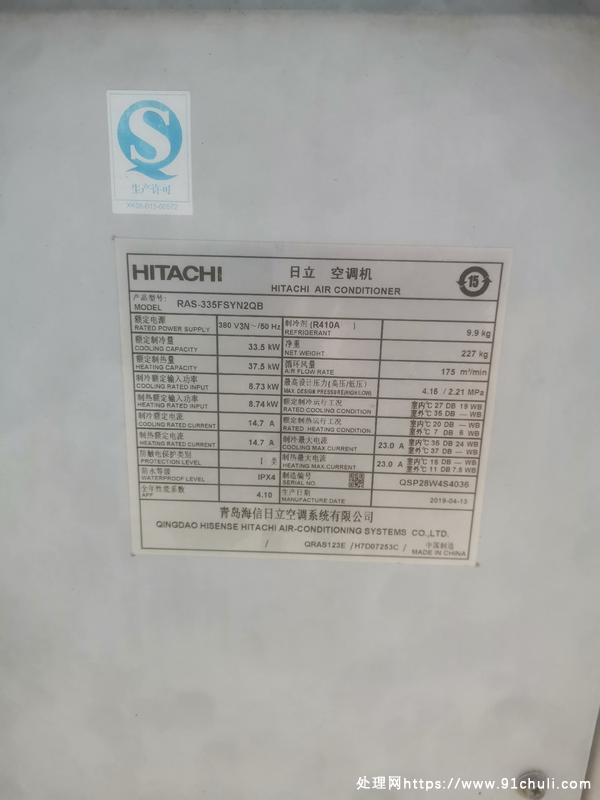 S
生产许可
XK06-015-00572
HITACHI
日立 空调机
HITACHI AIR CONDITIONER
15
产品型号
MODEL RAS-335FSYN2QB
额定电源
RATED POWER SUPPLY 380 V3N～/50 Hz
制冷剂 (R410A )
REFRIGERANT 9.9 kg
额定制冷量
COOLING CAPACITY 33.5 kW
净重
NET WEIGHT 227 kg
额定制热量
HEATING CAPACITY 37.5 kW
循环风量
AIR FLOW RATE 175 m³/min
制冷额定输入功率
COOLING RATED INPUT 8.73 kW
最高设计压力(高压/低压)
MAX. DESIGN PRESSURE(HIGH/LOW) 4.15 / 2.21 MPa
制热额定输入功率
HEATING RATED INPUT 8.74 kW
额定制冷运行工况
RATED COOLING CONDITION
室内℃ 27 DB 19 WB
室外℃ 35 DB — WB
制冷额定电流
COOLING RATED CURRENT 14.7 A
额定制热运行工况
RATED HEATING CONDITION
室内℃ 20 DB — WB
室外℃ 7 DB 6 WB
制热额定电流
HEATING RATED CURRENT 14.7 A
制冷最大电流
COOLING MAX.CURRENT 23.0 A
室内℃ 35 DB 24 WB
室外℃ 37 DB — WB
防触电保护类别
PROTECTION LEVEL I 类
制热最大电流
HEATING MAX.CURRENT 23.0 A
室内℃ 15 DB — WB
室外℃ 11 DB 7.5 WB
防水等级
WATERPROOF LEVEL IPX4
制造编号
SERIAL NO. QSP28W4S4036
全年性能系数
APF 4.10
生产日期
MANUFACTURE DATE 2019-04-13
青岛海信日立空调系统有限公司
QINGDAO HISENSE HITACHI AIR-CONDITIONING SYSTEMS CO.,LTD.
/ QRAS123E / H7D07253C /
中国制造
MADE IN CHINA
处理网https://www.91chuli.com/